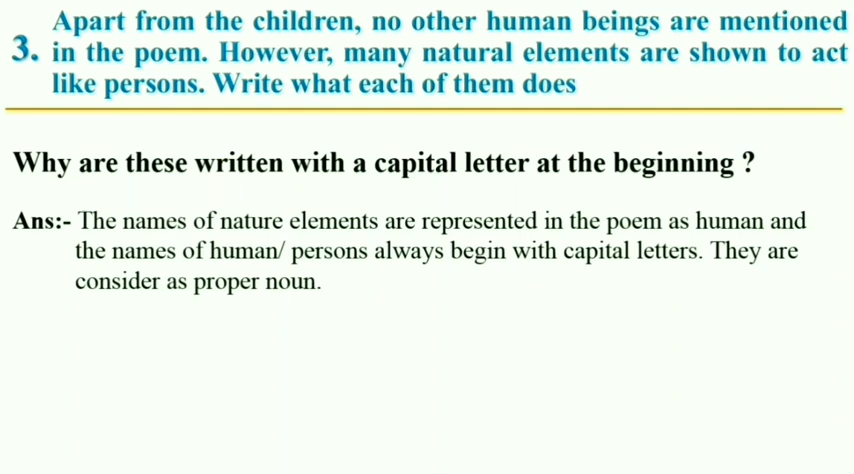 Apart from the children, no other human beings are mentioned
3. in the poem. However, many natural elements are shown to act
like persons. Write what each of them does
Why are these written with a capital letter at the beginning ?
Ans:- The names of nature elements are represented in the poem as human and
the names of human/ persons always begin with capital letters. They are
consider as proper noun.